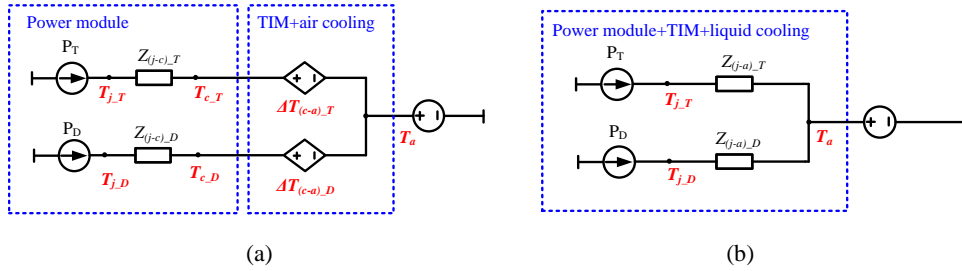 Power module
TIM+air cooling
P_T
Z_(j-c)_T
T_j_T
T_c_T
ΔT_(c-a)_T
P_D
Z_(j-c)_D
T_j_D
T_c_D
ΔT_(c-a)_D
T_a
(a)
Power module+TIM+liquid cooling
P_T
Z_(j-a)_T
T_j_T
P_D
Z_(j-a)_D
T_j_D
T_a
(b)